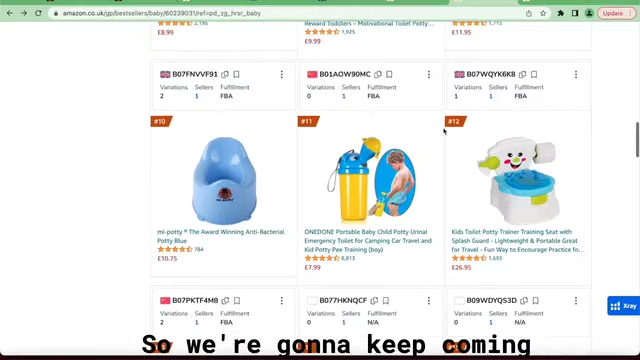 amazon.co.uk/gp/bestsellers/baby/60239031/ref=pd_zg_hrsr_baby
Update
2,195
£8.99
Reward Toddlers – Motivational Toilet Potty...
1,925
£9.99
1,715
£11.95
B07FNVVF91
Variations Sellers Fulfillment
2 1 FBA
B01AOW90MC
Variations Sellers Fulfillment
0 1 FBA
B07WQYK6K8
Variations Sellers Fulfillment
1 1 FBA
#10
#11
#12
mi-potty ® The Award Winning Anti-Bacterial
Potty Blue
784
£10.75
ONEDONE Portable Baby Child Potty Urinal
Emergency Toilet for Camping Car Travel and
Kid Potty Pee Training (boy)
8,813
£7.99
Kids Toilet Potty Trainer Training Seat with
Splash Guard - Lightweight & Portable Great
for Travel - Fun Way to Encourage Practice fo...
1,693
£26.95
Xray
B07PKTF4M8
Variations Sellers Fulfillment
B077HKNQCF
Variations Sellers Fulfillment
0 1 N/A
B09WDYQS3D
Variations Sellers Fulfillment
0 1 N/A
So we're gonna keep coming